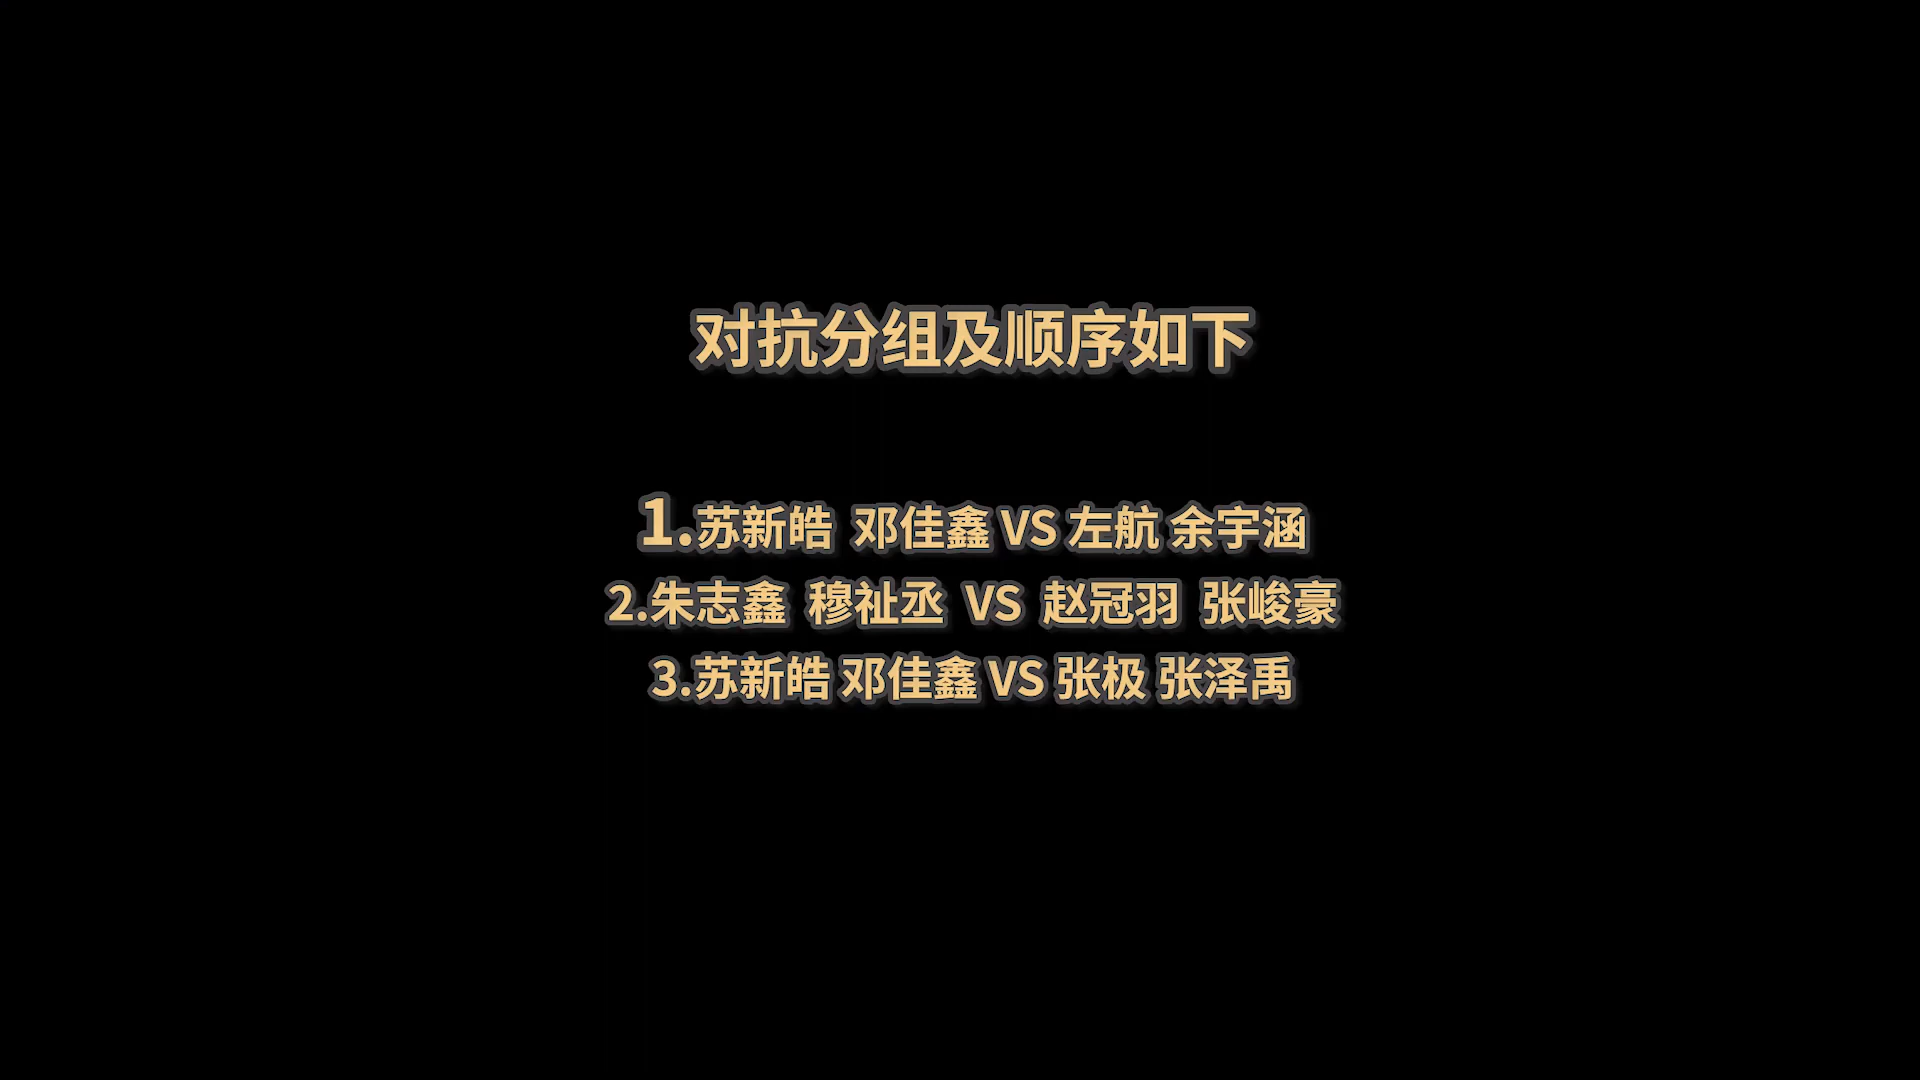 对抗分组及顺序如下
1.苏新皓 邓佳鑫 VS 左航 余宇涵
2.朱志鑫 穆祉丞 VS 赵冠羽 张峻豪
3.苏新皓 邓佳鑫 VS 张极 张泽禹